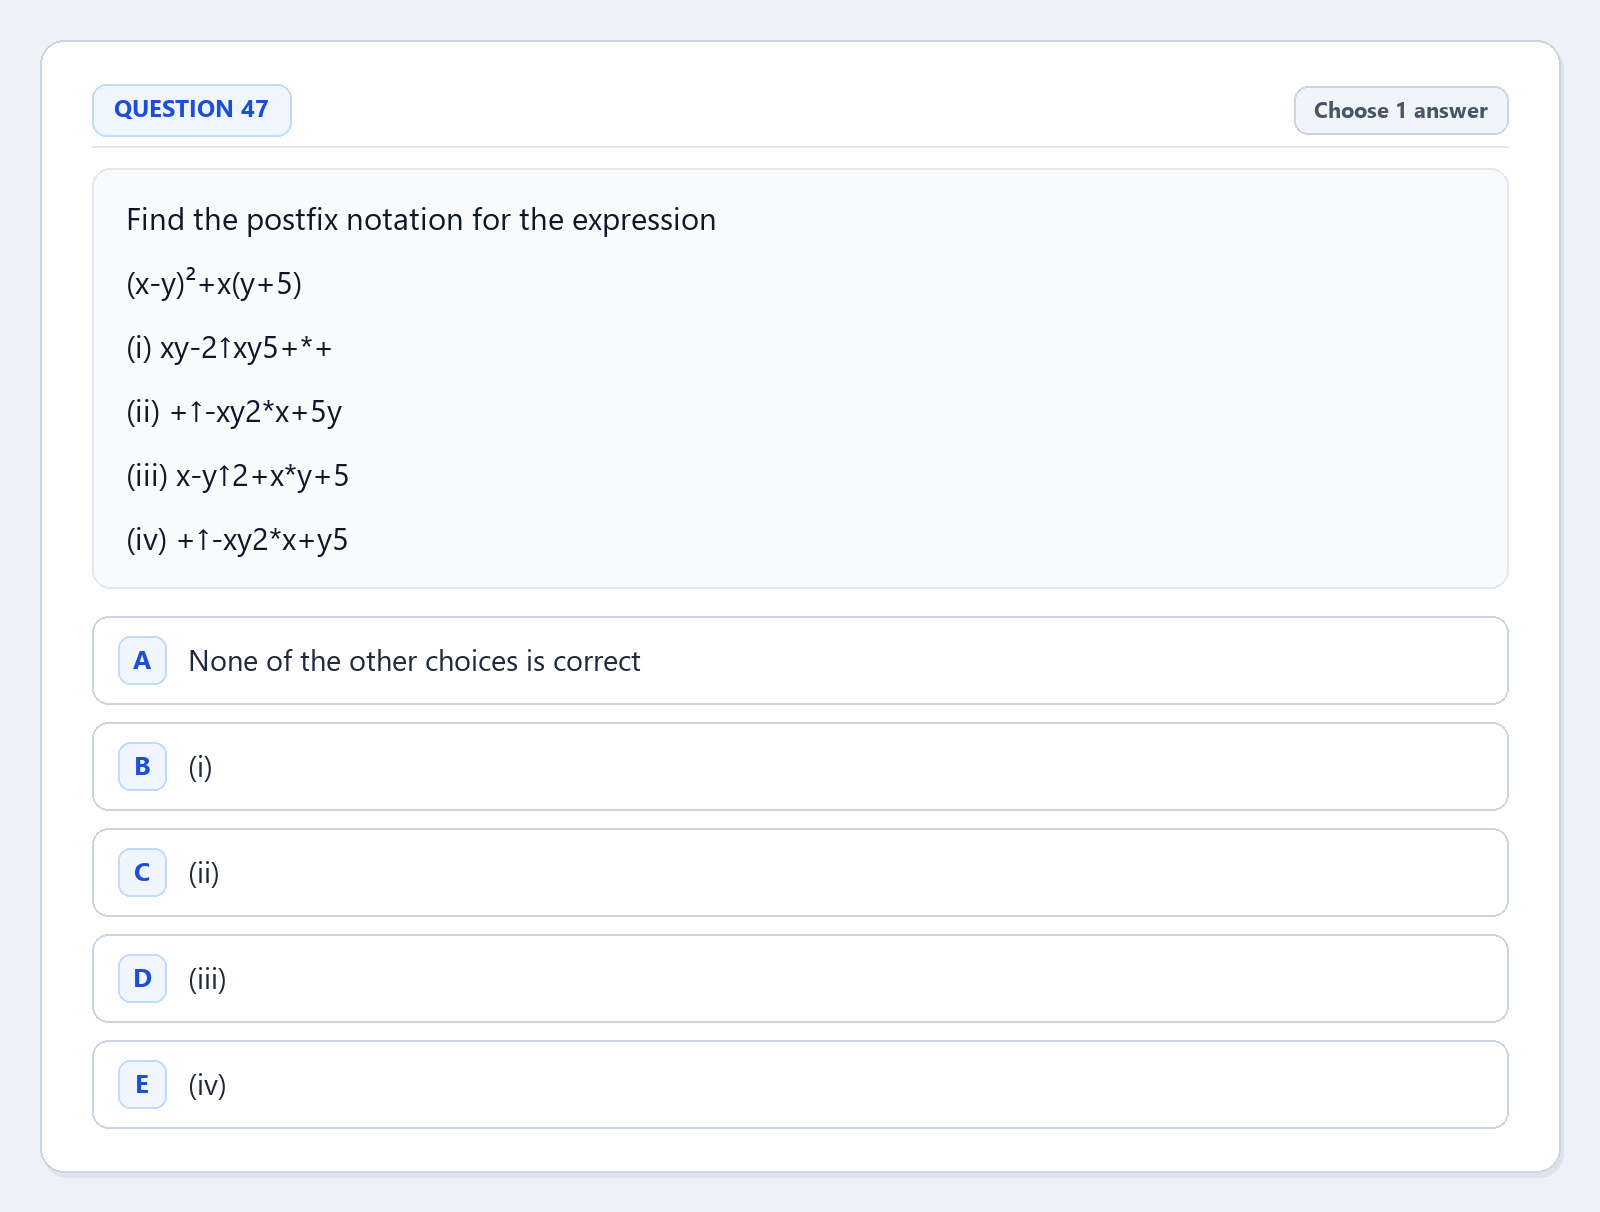 QUESTION 47
Choose 1 answer
Find the postfix notation for the expression
(x-y)²+x(y+5)
(i) xy-2↑xy5+*+
(ii) +↑-xy2*x+5y
(iii) x-y↑2+x*y+5
(iv) +↑-xy2*x+y5
A None of the other choices is correct
B (i)
C (ii)
D (iii)
E (iv)